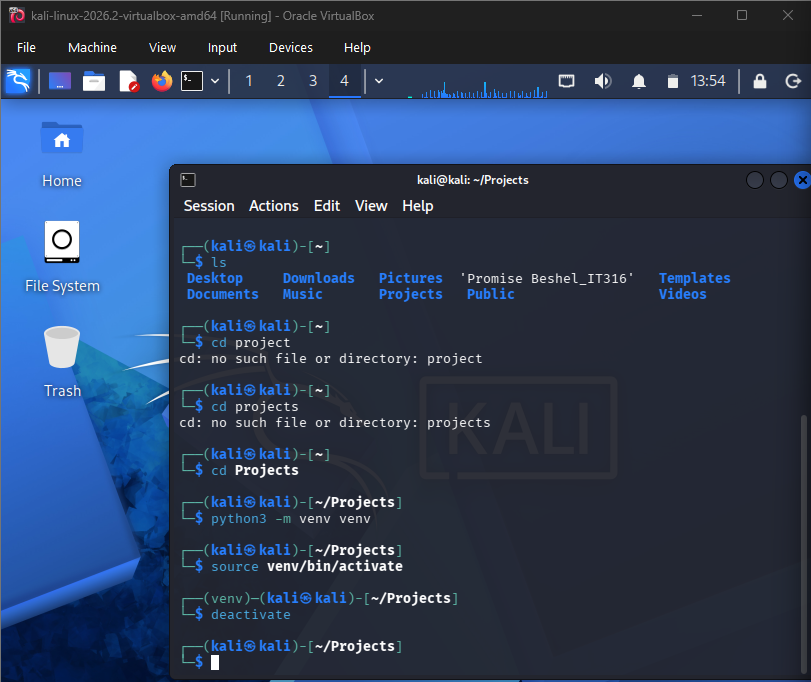 kali-linux-2026.2-virtualbox-amd64 [Running] - Oracle VirtualBox
File Machine View Input Devices Help
1 2 3 4 13:54
Home
File System
Trash
kali@kali: ~/Projects
Session Actions Edit View Help
┌──(kali㉿kali)-[~]
└─$ ls
Desktop Downloads Pictures 'Promise Beshel_IT316' Templates
Documents Music Projects Public Videos
┌──(kali㉿kali)-[~]
└─$ cd project
cd: no such file or directory: project
┌──(kali㉿kali)-[~]
└─$ cd projects
cd: no such file or directory: projects
┌──(kali㉿kali)-[~]
└─$ cd Projects
┌──(kali㉿kali)-[~/Projects]
└─$ python3 -m venv venv
┌──(kali㉿kali)-[~/Projects]
└─$ source venv/bin/activate
┌──(venv)─(kali㉿kali)-[~/Projects]
└─$ deactivate
┌──(kali㉿kali)-[~/Projects]
└─$
KALI